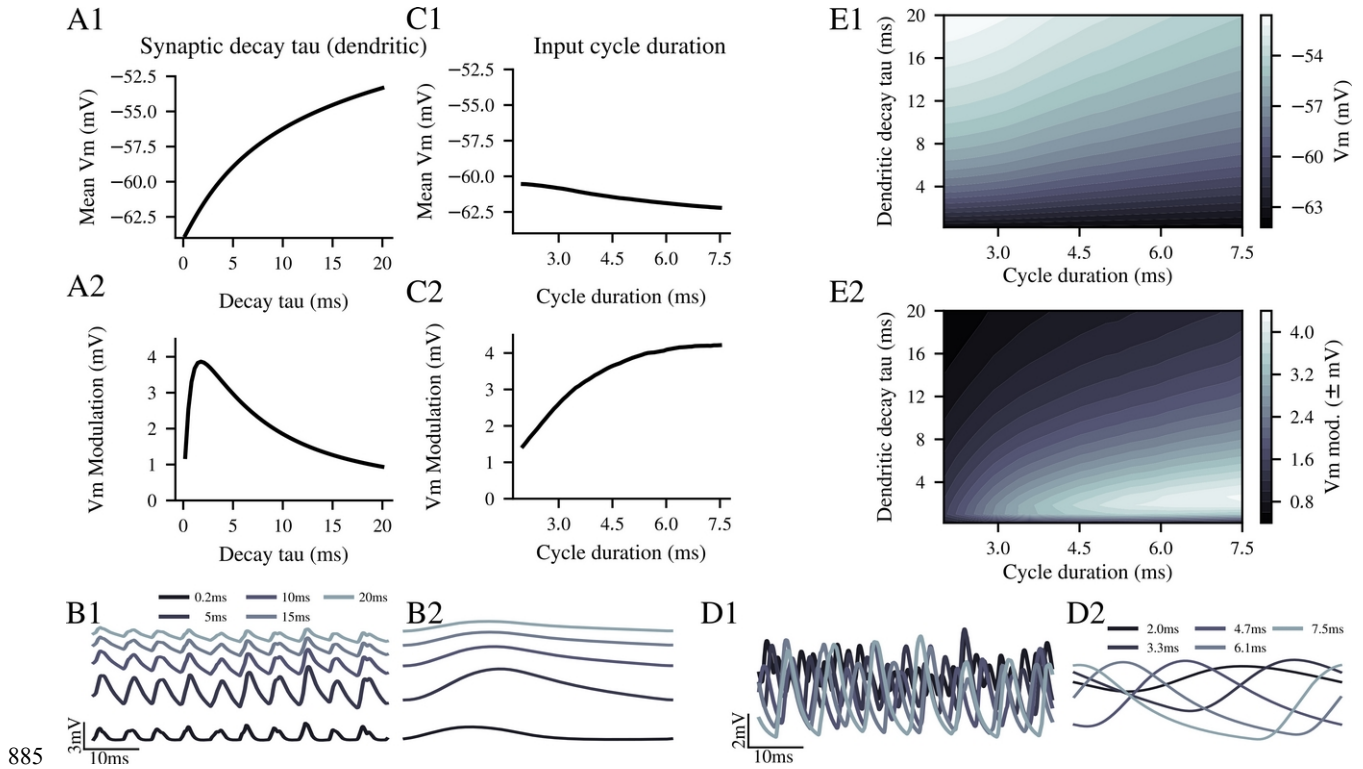 A1
Synaptic decay tau (dendritic)
Mean Vm (mV)
−52.5
−55.0
−57.5
−60.0
−62.5
0 5 10 15 20
Decay tau (ms)
C1
Input cycle duration
Mean Vm (mV)
−52.5
−55.0
−57.5
−60.0
−62.5
3.0 4.5 6.0 7.5
Cycle duration (ms)
E1
Dendritic decay tau (ms)
20
16
12
8
4
3.0 4.5 6.0 7.5
Cycle duration (ms)
−54
−57
−60
−63
Vm (mV)
A2
Vm Modulation (mV)
4
3
2
1
0
0 5 10 15 20
Decay tau (ms)
C2
Vm Modulation (mV)
4
3
2
1
0
3.0 4.5 6.0 7.5
Cycle duration (ms)
E2
Dendritic decay tau (ms)
20
16
12
8
4
3.0 4.5 6.0 7.5
Cycle duration (ms)
4.0
3.2
2.4
1.6
0.8
Vm mod. (± mV)
B1
0.2ms 10ms 20ms
5ms 15ms
3mV
10ms
B2
D1
2mV
10ms
D2
2.0ms 4.7ms 7.5ms
3.3ms 6.1ms
885